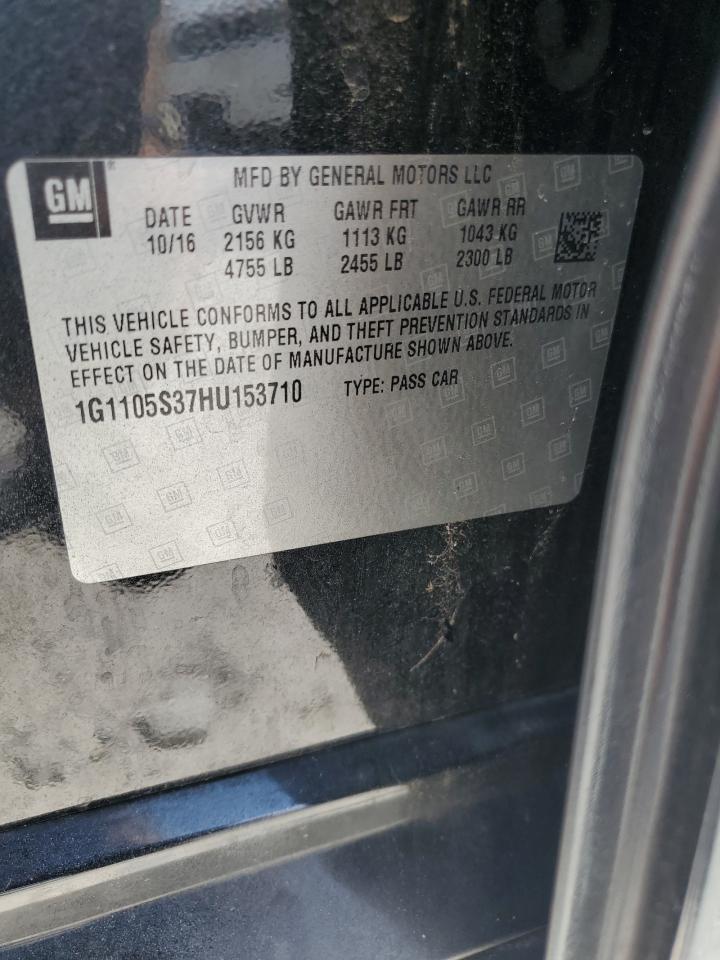 GM ®
MFD BY GENERAL MOTORS LLC
DATE GVWR GAWR FRT GAWR RR
10/16 2156 KG 1113 KG 1043 KG
4755 LB 2455 LB 2300 LB
THIS VEHICLE CONFORMS TO ALL APPLICABLE U.S. FEDERAL MOTOR
VEHICLE SAFETY, BUMPER, AND THEFT PREVENTION STANDARDS IN
EFFECT ON THE DATE OF MANUFACTURE SHOWN ABOVE.
1G1105S37HU153710 TYPE: PASS CAR